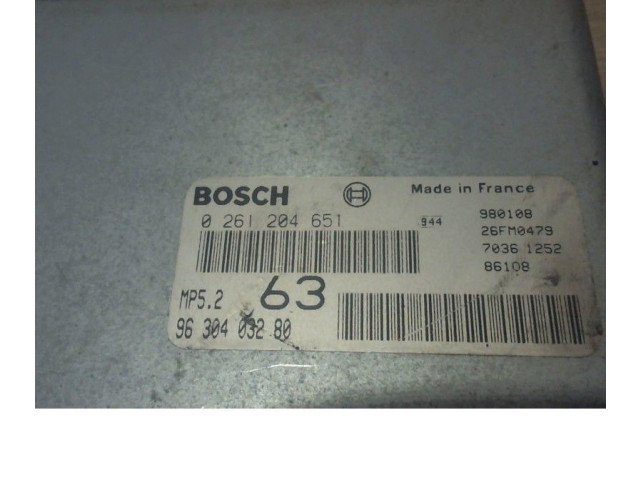 BOSCH
Made in France
0 261 204 651
944
980108
26FM0479
7036 1252
86108
MP5.2
63
96 304 032 80